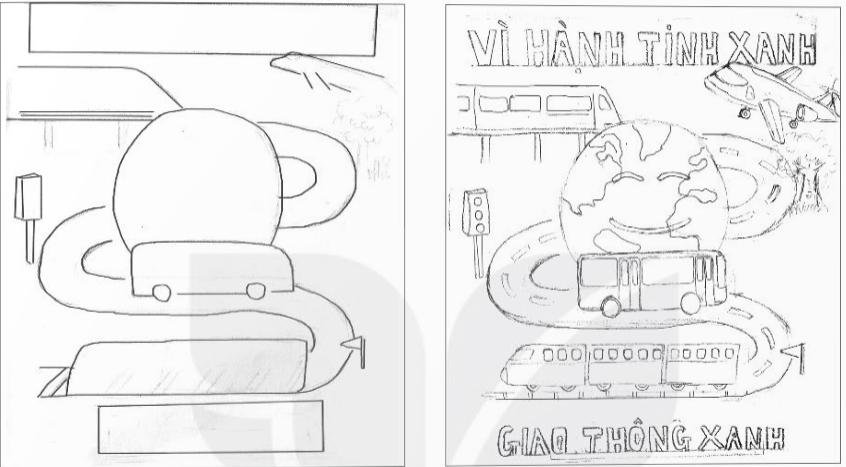 VÌ HÀNH TINH XANH
GIAO THÔNG XANH